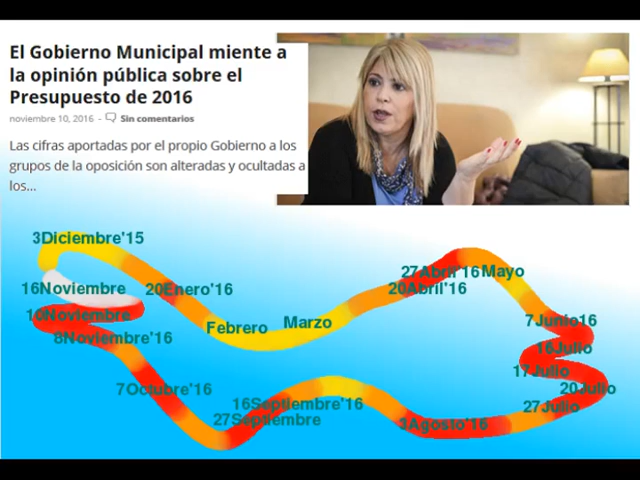 El Gobierno Municipal miente a
la opinión pública sobre el
Presupuesto de 2016
noviembre 10, 2016 - Sin comentarios
Las cifras aportadas por el propio Gobierno a los
grupos de la oposición son alteradas y ocultadas a
los...
3Diciembre'15
16Noviembre
20Enero'16
10Noviembre
8Noviembre'16
Febrero
Marzo
27Abril'16
Mayo
20Abril'16
7Junio16
16Julio
17Julio
20Julio
27Julio
7Octubre'16
16Septiembre'16
27Septiembre
3Agosto'16